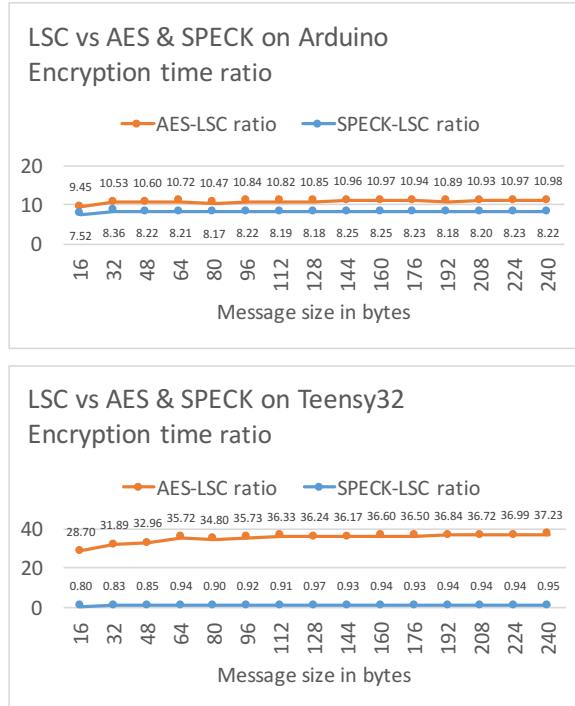 LSC vs AES & SPECK on Arduino
Encryption time ratio
AES-LSC ratio SPECK-LSC ratio
20
9.45 10.53 10.60 10.72 10.47 10.84 10.82 10.85 10.96 10.97 10.94 10.89 10.93 10.97 10.98
10
7.52 8.36 8.22 8.21 8.17 8.22 8.19 8.18 8.25 8.25 8.23 8.18 8.20 8.23 8.22
0
16 32 48 64 80 96 112 128 144 160 176 192 208 224 240
Message size in bytes
LSC vs AES & SPECK on Teensy32
Encryption time ratio
AES-LSC ratio SPECK-LSC ratio
28.70 31.89 32.96 35.72 34.80 35.73 36.33 36.24 36.17 36.60 36.50 36.84 36.72 36.99 37.23
40
20
0.80 0.83 0.85 0.94 0.90 0.92 0.91 0.97 0.93 0.94 0.93 0.94 0.94 0.94 0.95
0
16 32 48 64 80 96 112 128 144 160 176 192 208 224 240
Message size in bytes